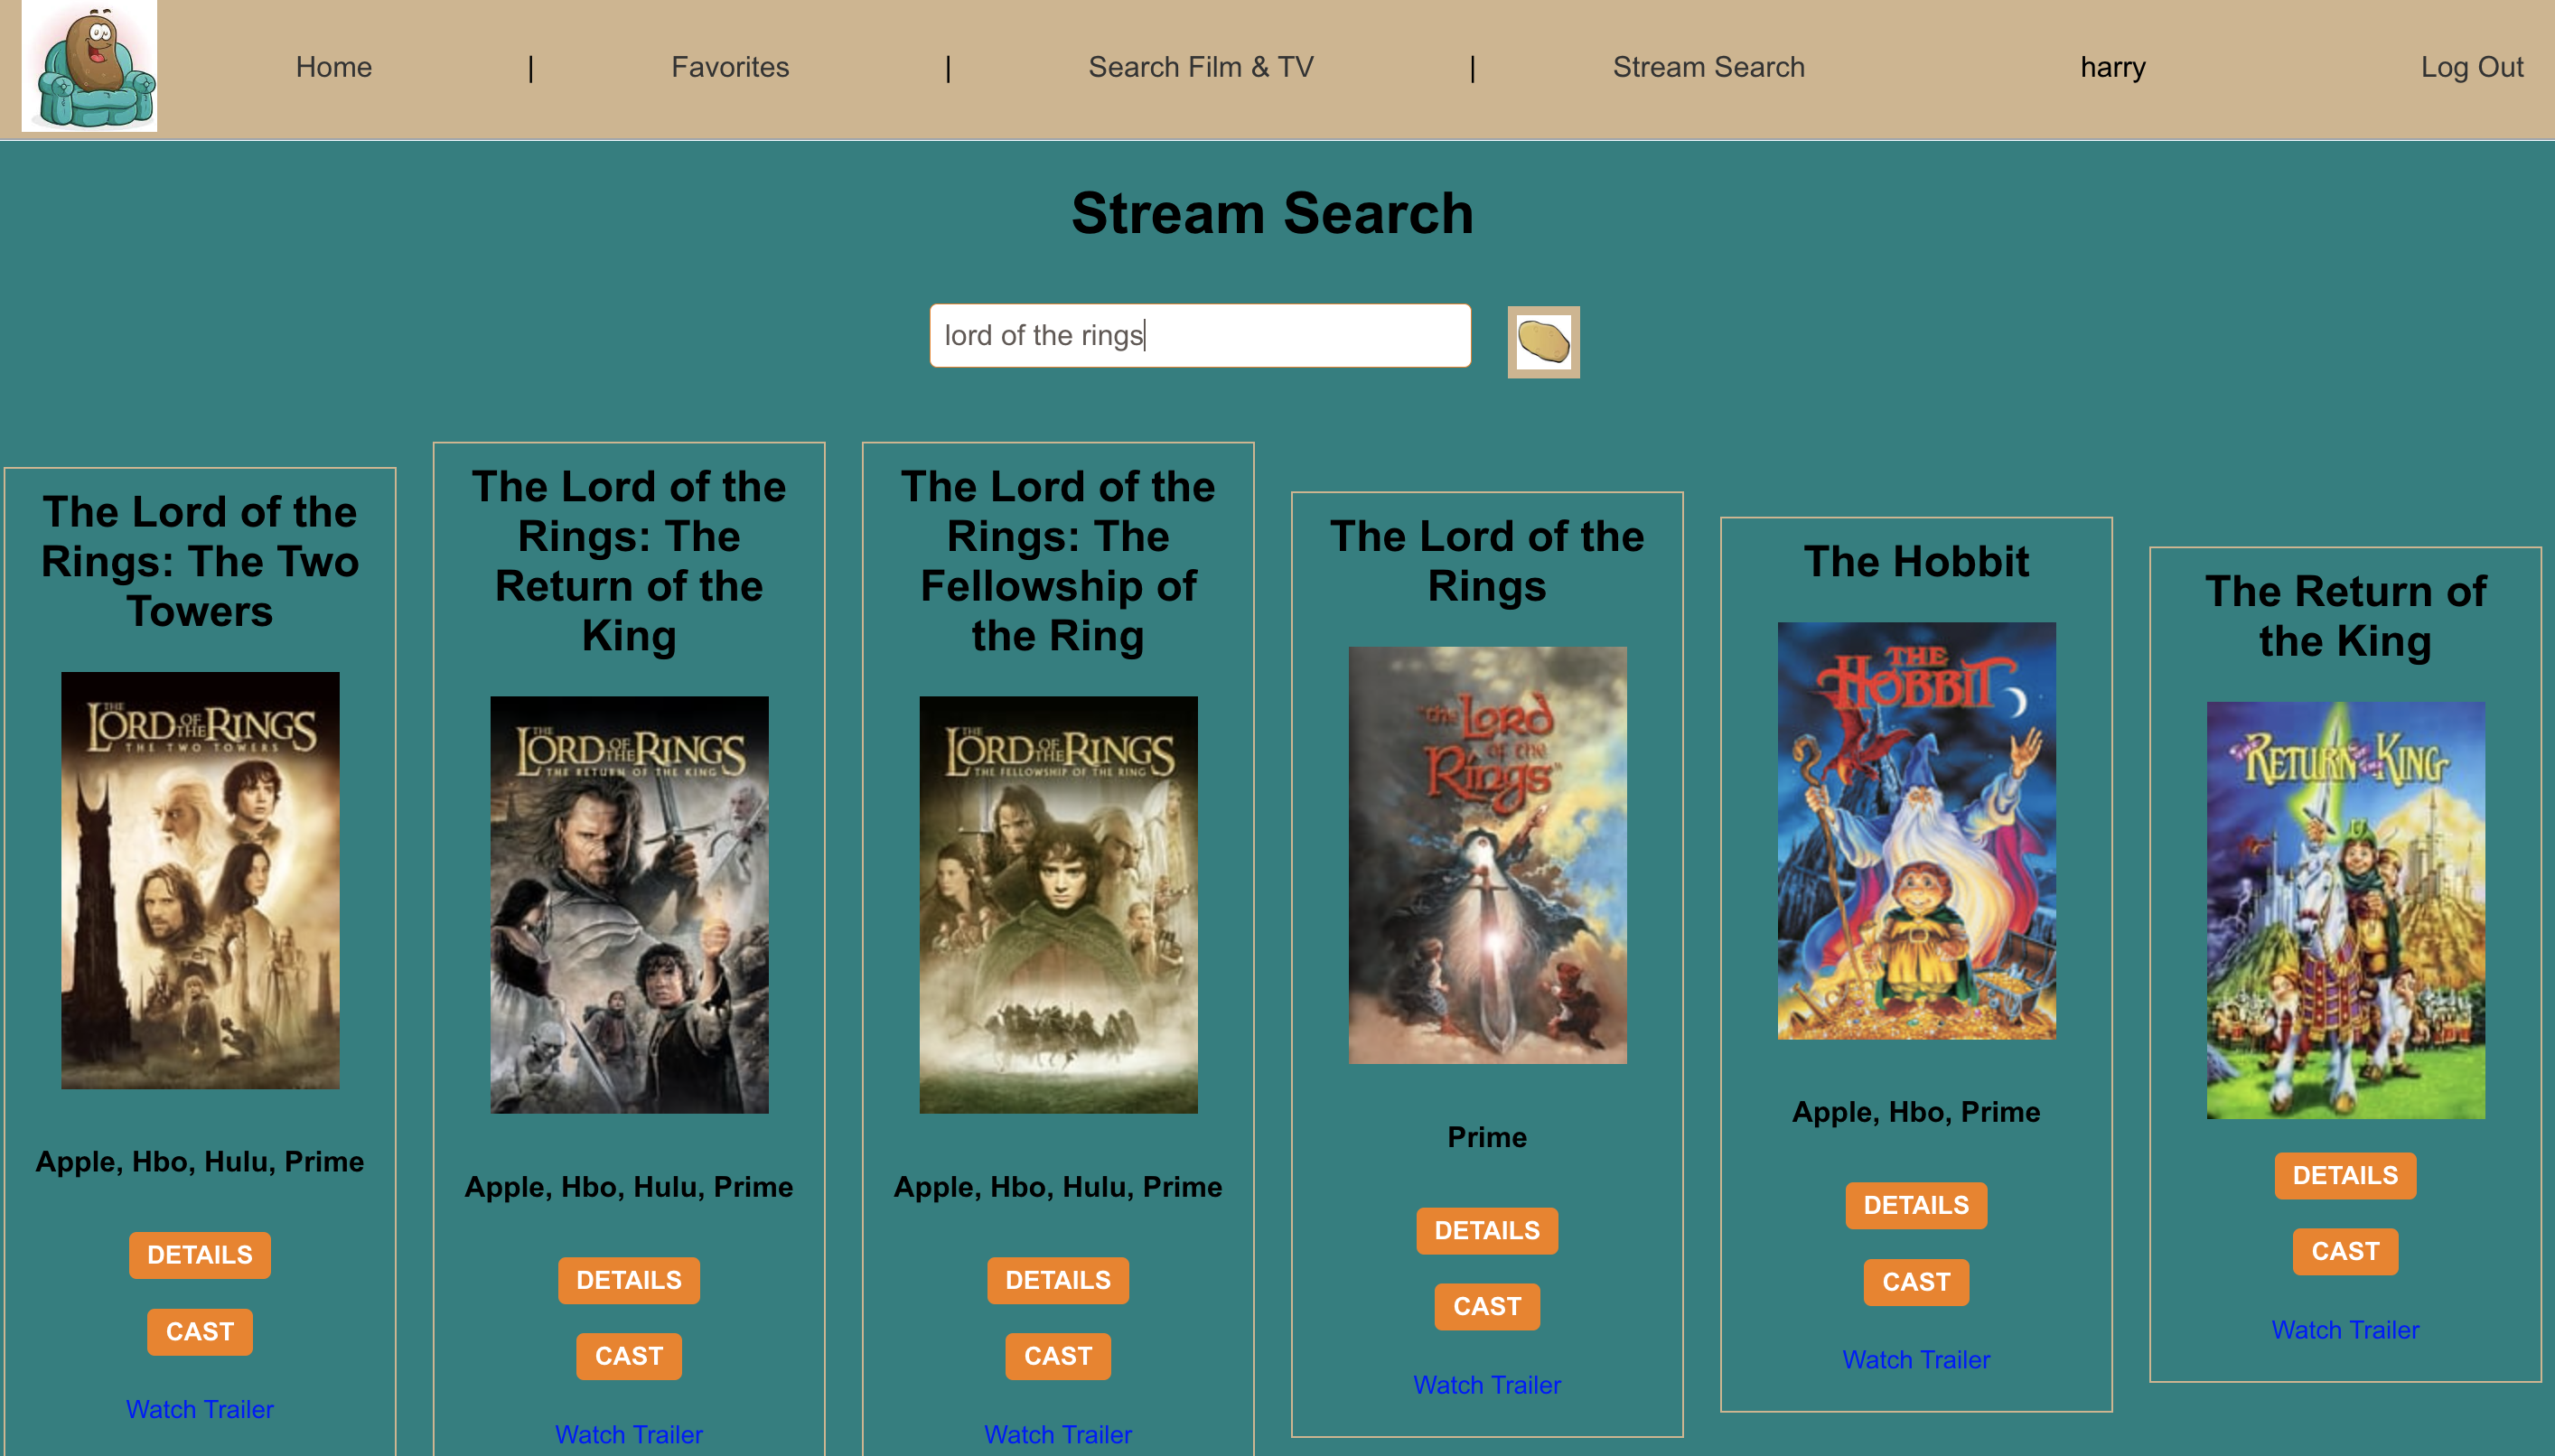 Home | Favorites | Search Film & TV | Stream Search harry Log Out
Stream Search
lord of the rings
The Lord of the
Rings: The Two
Towers
THE LORD OF THE RINGS
THE TWO TOWERS
Apple, Hbo, Hulu, Prime
DETAILS
CAST
Watch Trailer
The Lord of the
Rings: The
Return of the
King
THE LORD OF THE RINGS
THE RETURN OF THE KING
Apple, Hbo, Hulu, Prime
DETAILS
CAST
Watch Trailer
The Lord of the
Rings: The
Fellowship of
the Ring
THE LORD OF THE RINGS
THE FELLOWSHIP OF THE RING
Apple, Hbo, Hulu, Prime
DETAILS
CAST
Watch Trailer
The Lord of the
Rings
"the Lord
of the
Rings"
Prime
DETAILS
CAST
Watch Trailer
The Hobbit
THE
HOBBIT
Apple, Hbo, Prime
DETAILS
CAST
Watch Trailer
The Return of
the King
THE RETURN OF THE KING
DETAILS
CAST
Watch Trailer